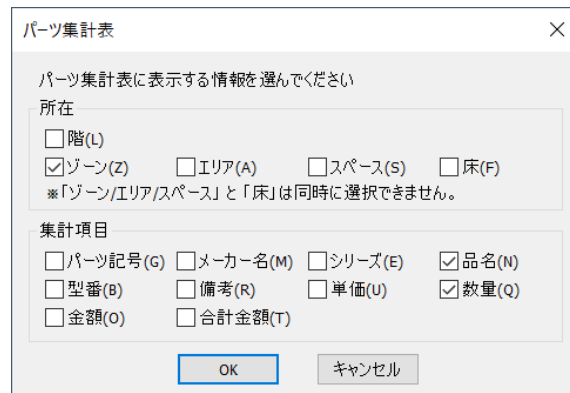 パーツ集計表
パーツ集計表に表示する情報を選んでください
所在
階(L)
ゾーン(Z) エリア(A) スペース(S) 床(F)
※「ゾーン/エリア/スペース」と「床」は同時に選択できません。
集計項目
パーツ記号(G) メーカー名(M) シリーズ(E) 品名(N)
型番(B) 備考(R) 単価(U) 数量(Q)
金額(O) 合計金額(T)
OK キャンセル